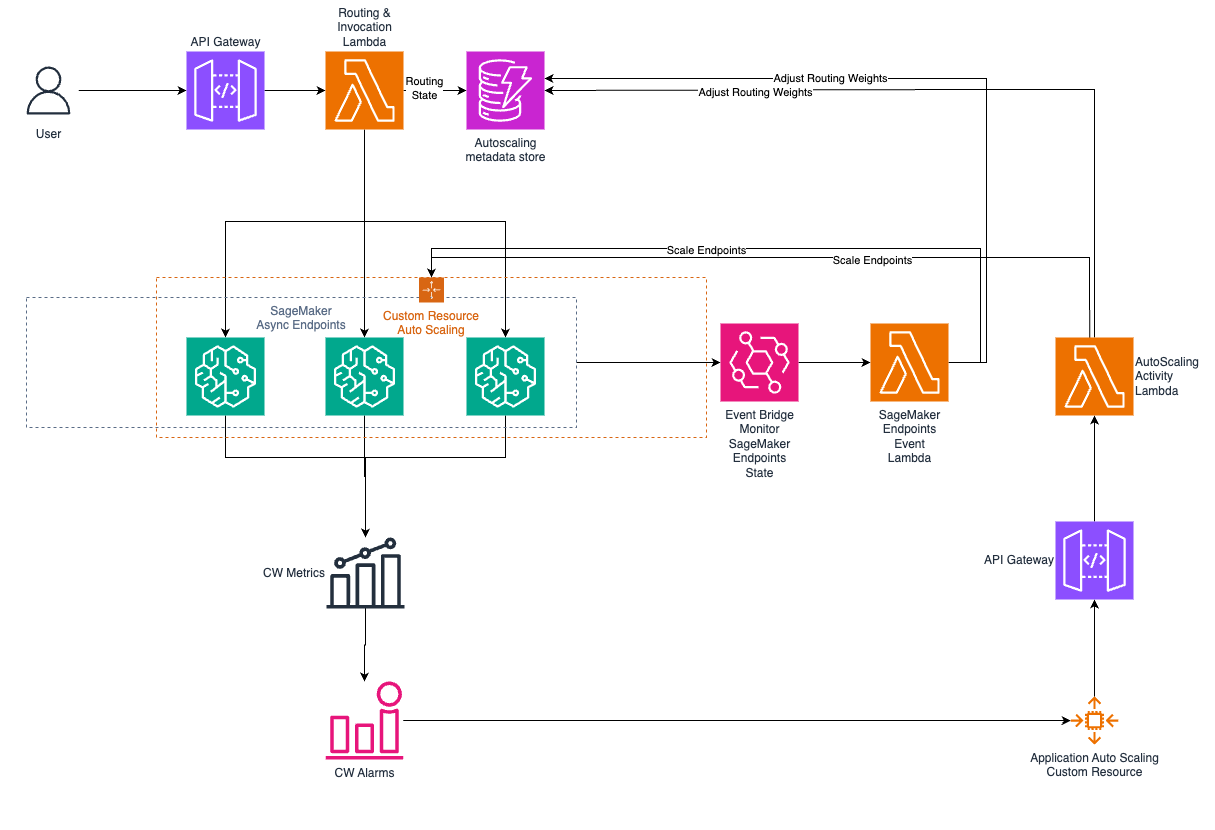 Routing &
Invocation
Lambda
API Gateway
User
Routing
State
Autoscaling
metadata store
Adjust Routing Weights
Adjust Routing Weights
Scale Endpoints
Scale Endpoints
SageMaker
Async Endpoints
Custom Resource
Auto Scaling
Event Bridge
Monitor
SageMaker
Endpoints
State
SageMaker
Endpoints
Event
Lambda
AutoScaling
Activity
Lambda
API Gateway
CW Metrics
CW Alarms
Application Auto Scaling
Custom Resource